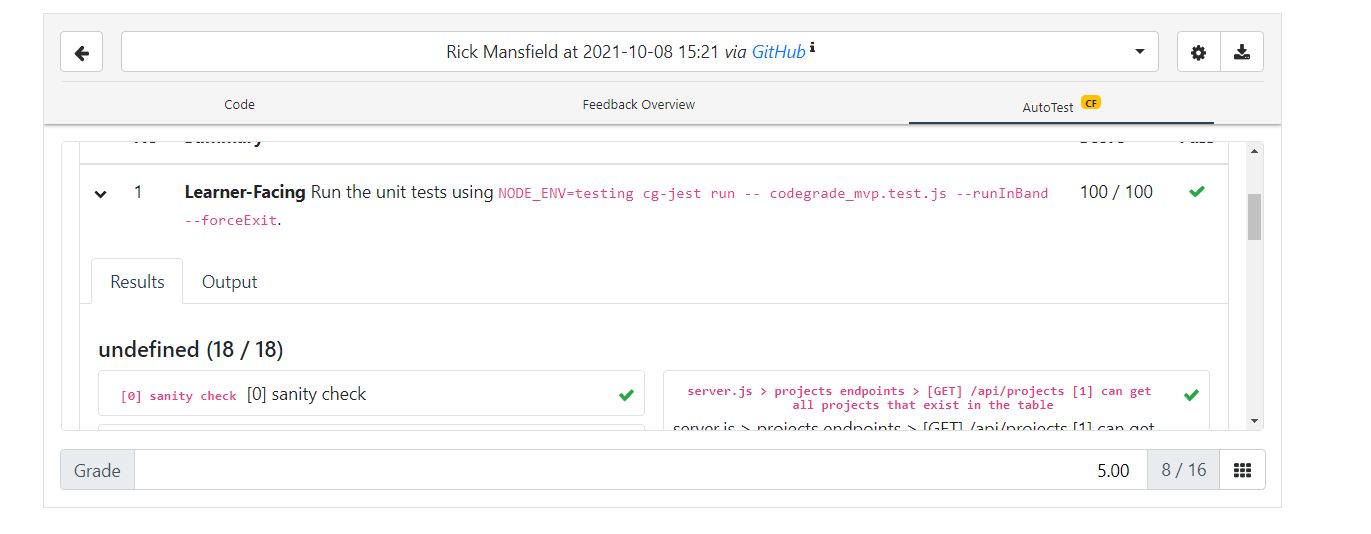 Rick Mansfield at 2021-10-08 15:21 via GitHub i
Code
Feedback Overview
AutoTest CF
No Summary Score Pass
1 Learner-Facing Run the unit tests using NODE_ENV=testing cg-jest run -- codegrade_mvp.test.js --runInBand 100 / 100
--forceExit.
Results Output
undefined (18 / 18)
[0] sanity check [0] sanity check
server.js > projects endpoints > [GET] /api/projects [1] can get
all projects that exist in the table
server.js > projects endpoints > [GET] /api/projects [1] can get
Grade 5.00 8 / 16